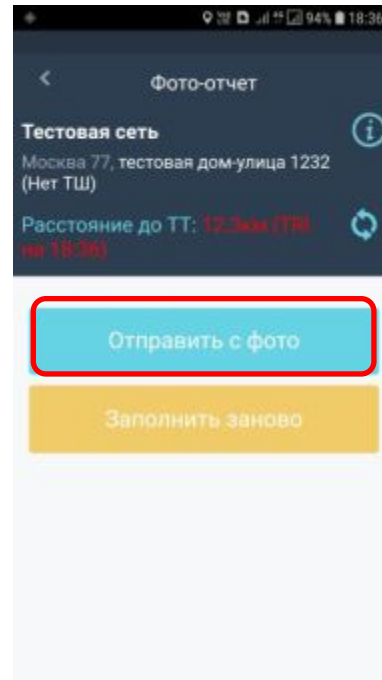 94% 18:36
Фото-отчет
Тестовая сеть
Москва 77, тестовая дом-улица 1232
(Нет ТШ)
Расстояние до ТТ: 12.3км
на 18:36)
Отправить с фото
Заполнить заново